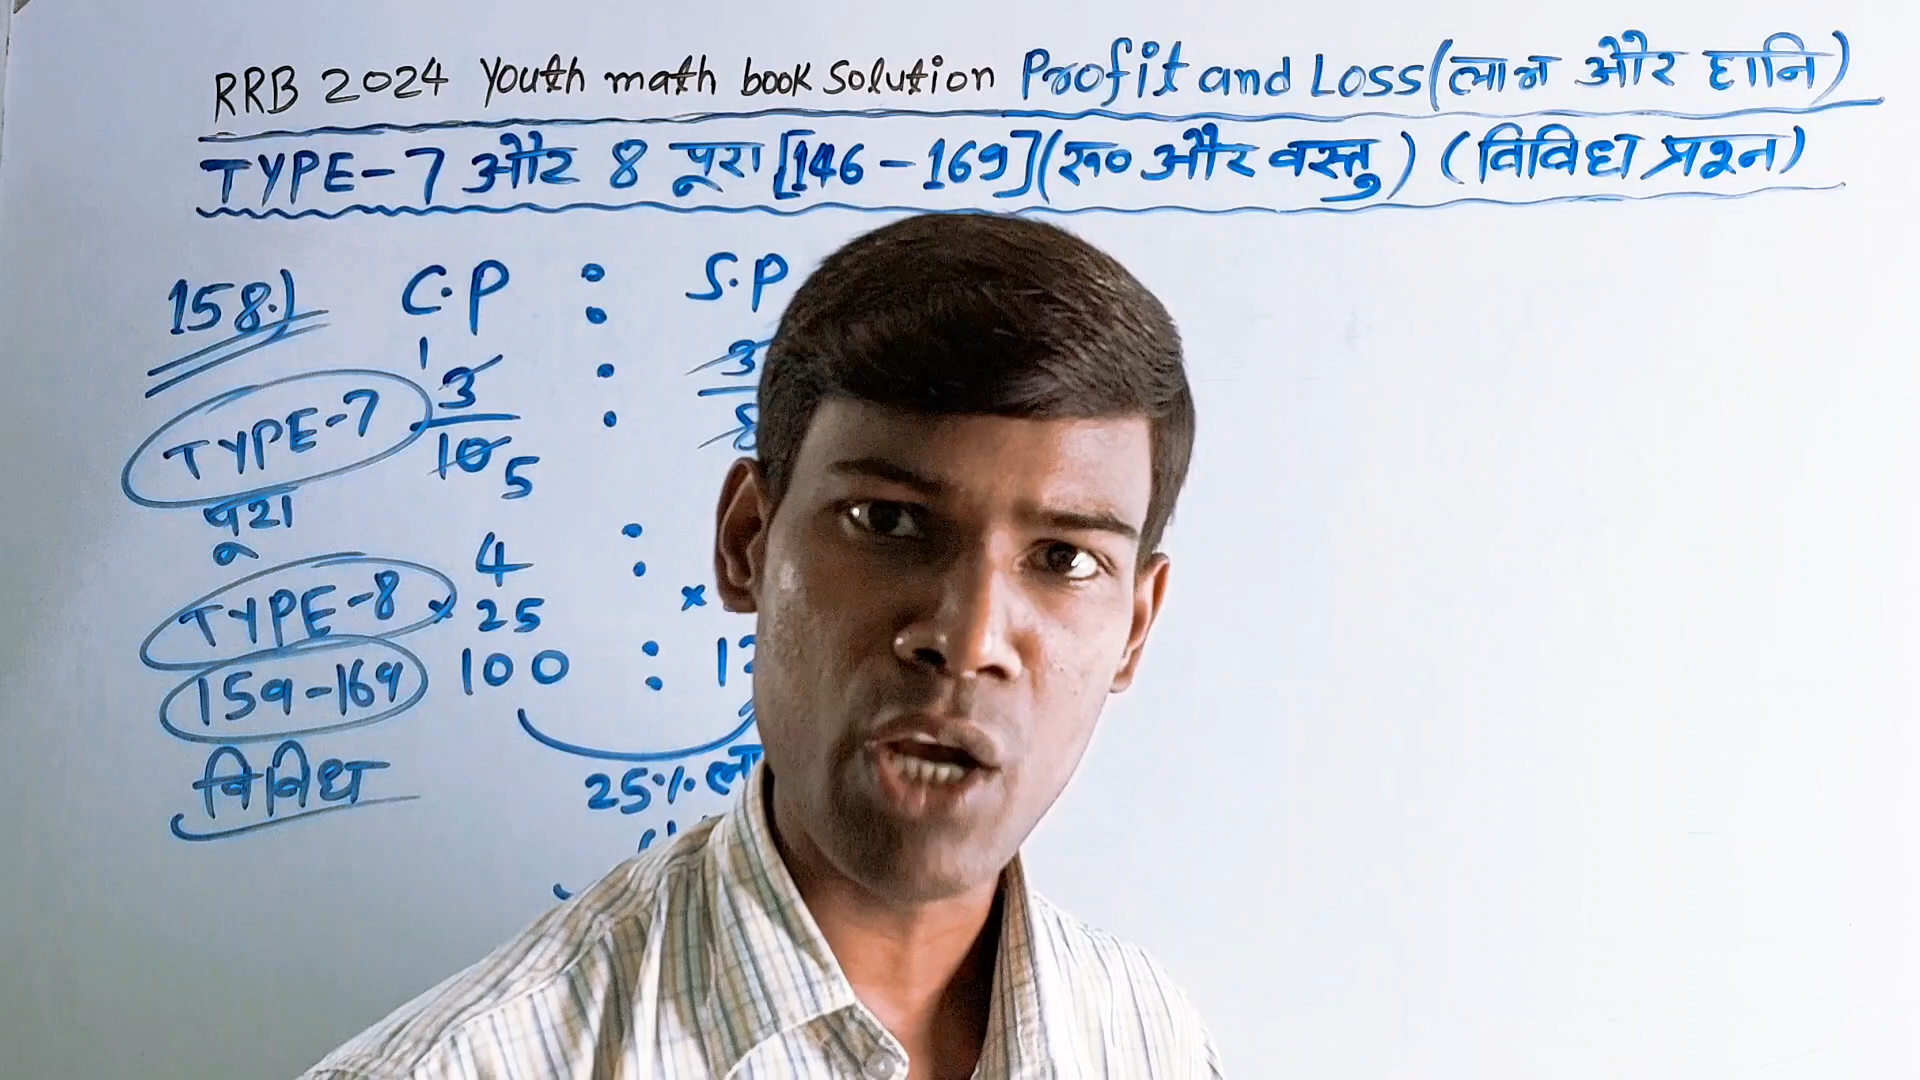 RRB 2024 Youth math book Solution Profit and Loss (लाभ और हानि)
TYPE-7 और 8 पूरा [146-169] (रू० और वस्तु) (विविध प्रश्न)
158.) C.P : S.P
1
3 : 3
10 8
5
TYPE-7
पूरा
4 :
TYPE-8
× 25 ×
100 :
159-169
विविध
25%